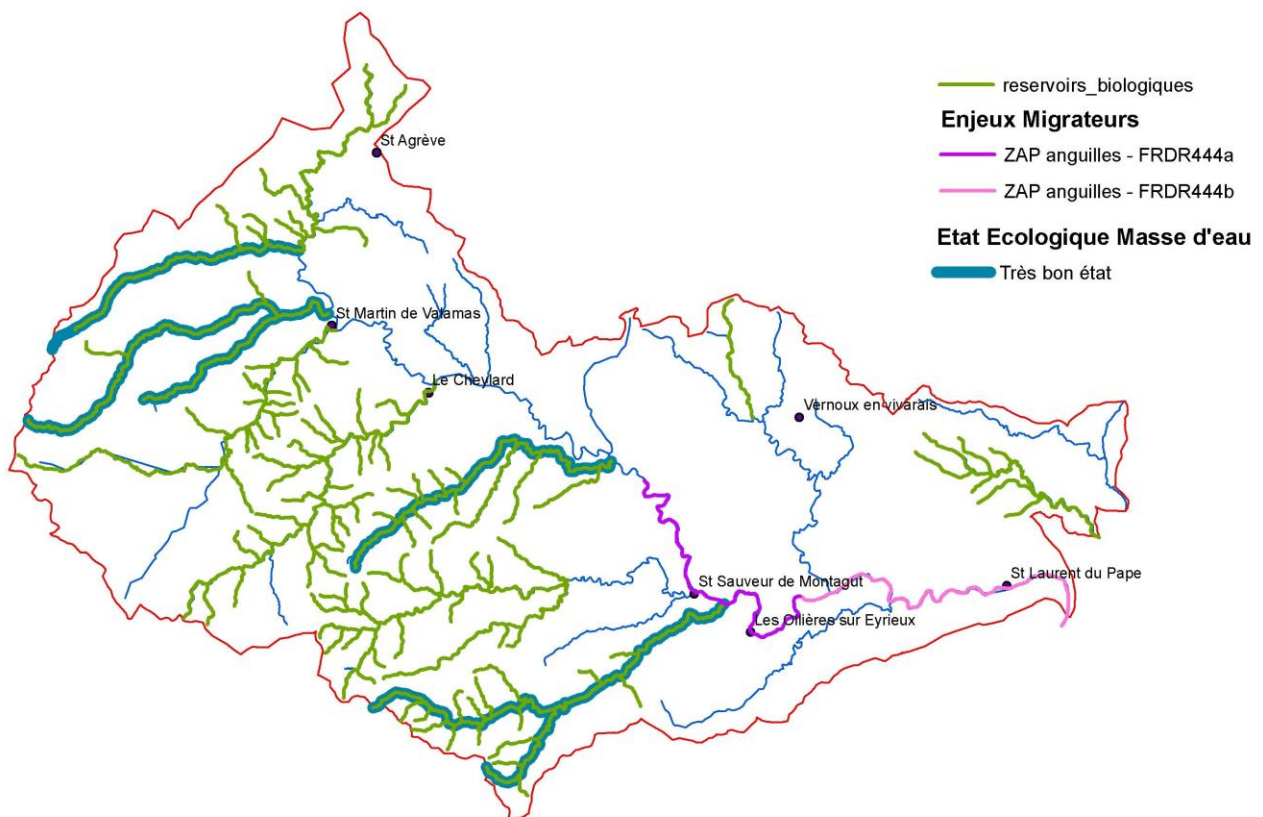 reservoirs_biologiques
Enjeux Migrateurs
ZAP anguilles - FRDR444a
ZAP anguilles - FRDR444b
Etat Ecologique Masse d'eau
Très bon état
St Agrève
St Martin de Valamas
Le Cheylard
Vernoux en vivarais
St Sauveur de Montagut
St Laurent du Pape
Les Ollières sur Eyrieux